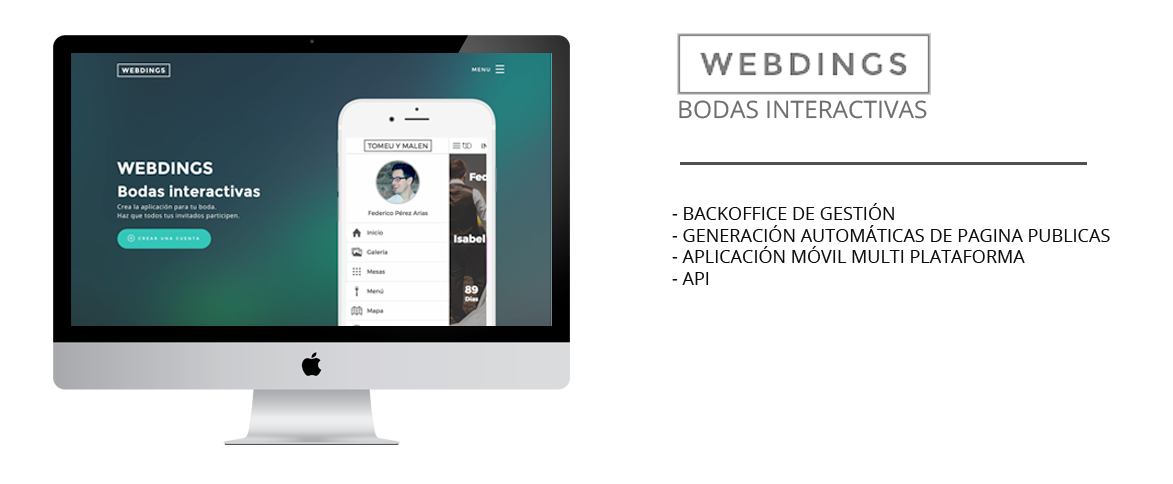 WEBDINGS
MENU
WEBDINGS
Bodas interactivas
Crea la aplicación para tu boda.
Haz que todos tus invitados participen.
CREAR UNA CUENTA
TOMEU Y MALEN
Federico Pérez Arias
Inicio
Galería
Mesas
Menú
Mapa
Fed
Isabel
89
Días
WEBDINGS
BODAS INTERACTIVAS
- BACKOFFICE DE GESTIÓN
- GENERACIÓN AUTOMÁTICAS DE PAGINA PUBLICAS
- APLICACIÓN MÓVIL MULTI PLATAFORMA
- API